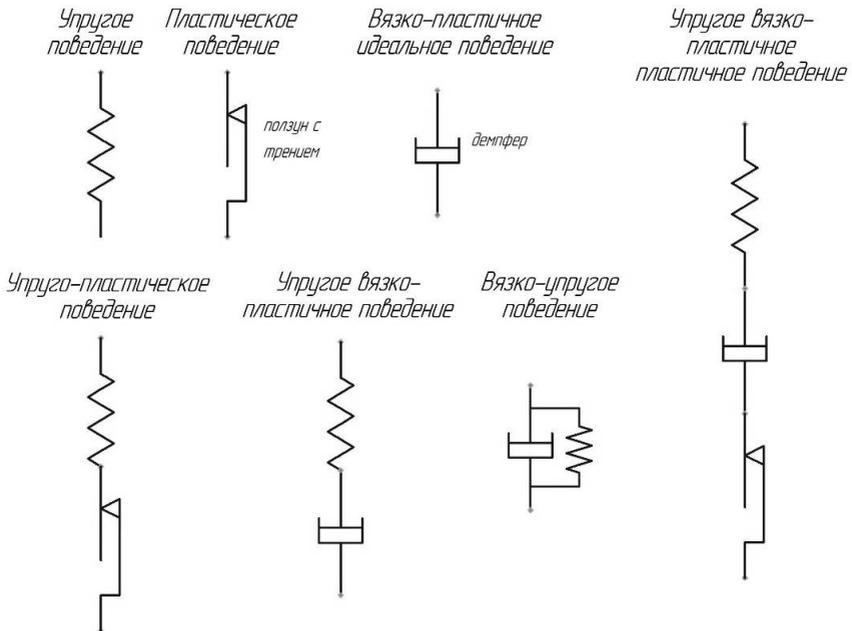 Упругое
поведение
Пластическое
поведение
ползун с
трением
Вязко-пластичное
идеальное поведение
демпфер
Упругое вязко-
пластичное
пластичное поведение
Упруго-пластическое
поведение
Упругое вязко-
пластичное поведение
Вязко-упругое
поведение